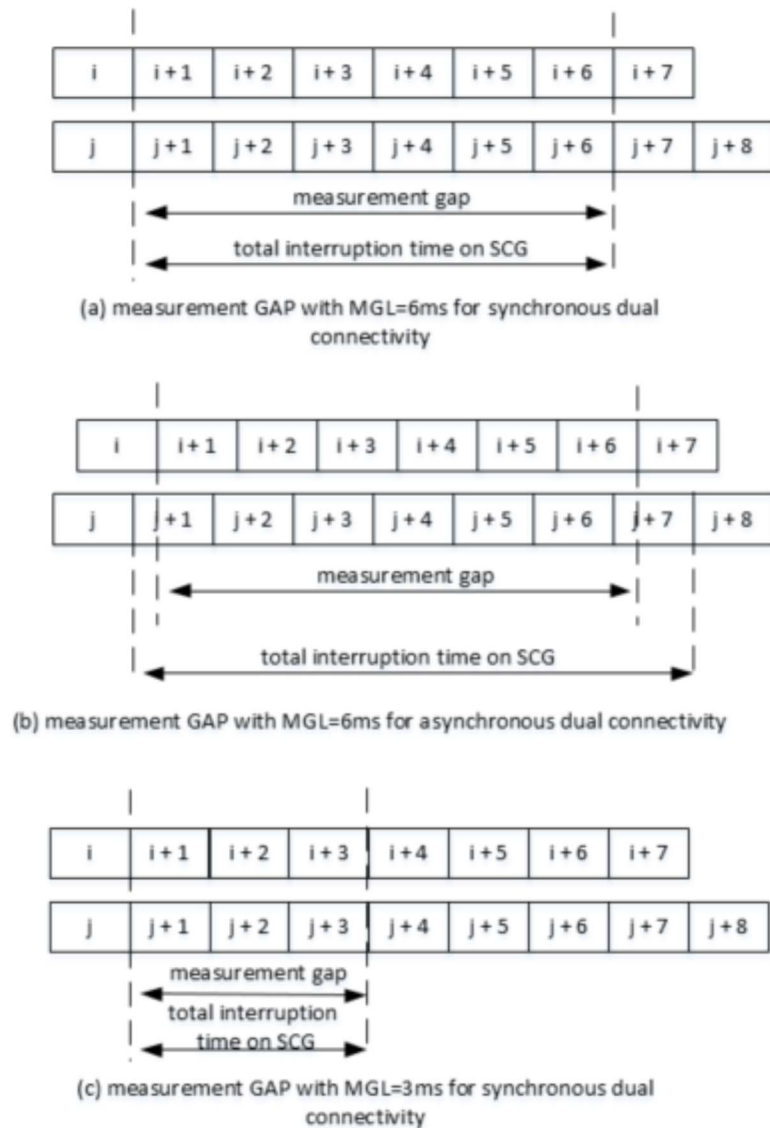 i i + 1 i + 2 i + 3 i + 4 i + 5 i + 6 i + 7
j j + 1 j + 2 j + 3 j + 4 j + 5 j + 6 j + 7 j + 8
measurement gap
total interruption time on SCG
(a) measurement GAP with MGL=6ms for synchronous dual
connectivity
i i + 1 i + 2 i + 3 i + 4 i + 5 i + 6 i + 7
j j + 1 j + 2 j + 3 j + 4 j + 5 j + 6 j + 7 j + 8
measurement gap
total interruption time on SCG
(b) measurement GAP with MGL=6ms for asynchronous dual connectivity
i i + 1 i + 2 i + 3 i + 4 i + 5 i + 6 i + 7
j j + 1 j + 2 j + 3 j + 4 j + 5 j + 6 j + 7 j + 8
measurement gap
total interruption
time on SCG
(c) measurement GAP with MGL=3ms for synchronous dual
connectivity